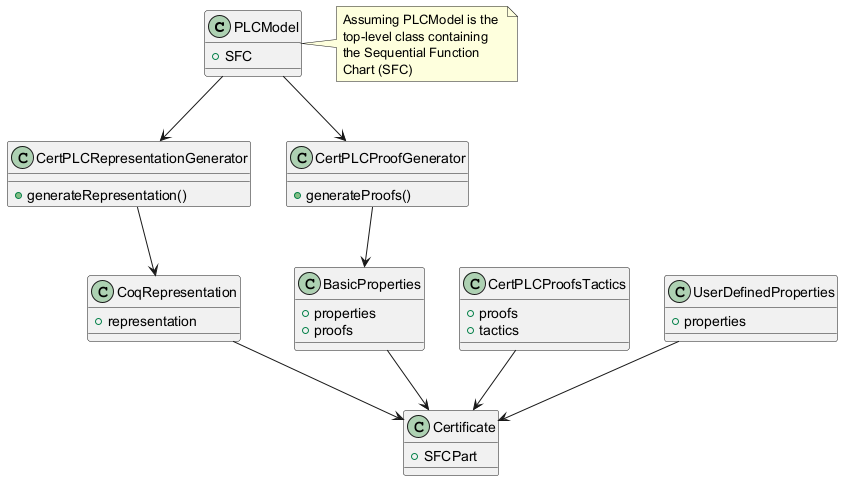 C PLCModel
+ SFC
Assuming PLCModel is the
top-level class containing
the Sequential Function
Chart (SFC)
C CertPLCRepresentationGenerator
generateRepresentation()
C CertPLCProofGenerator
generateProofs()
C CoqRepresentation
representation
C BasicProperties
properties
proofs
C CertPLCProofsTactics
proofs
tactics
C UserDefinedProperties
properties
C Certificate
SFCPart